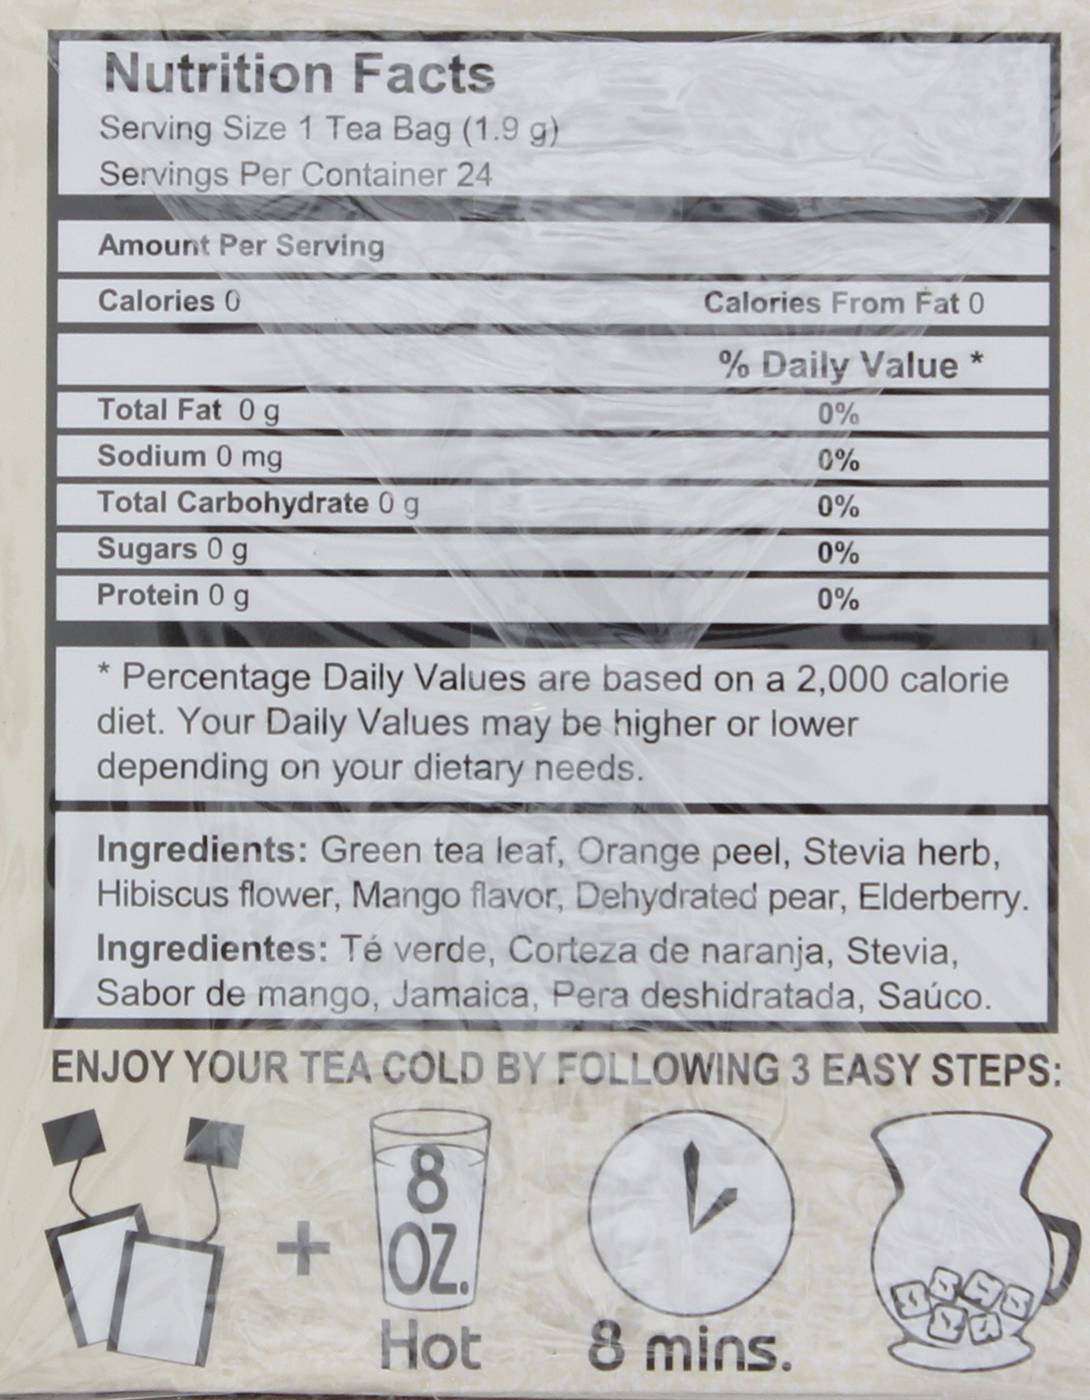 Nutrition Facts
Serving Size 1 Tea Bag (1.9 g)
Servings Per Container 24
Amount Per Serving
Calories 0 Calories From Fat 0
% Daily Value *
Total Fat 0 g 0%
Sodium 0 mg 0%
Total Carbohydrate 0 g 0%
Sugars 0 g 0%
Protein 0 g 0%
* Percentage Daily Values are based on a 2,000 calorie
diet. Your Daily Values may be higher or lower
depending on your dietary needs.
Ingredients: Green tea leaf, Orange peel, Stevia herb,
Hibiscus flower, Mango flavor, Dehydrated pear, Elderberry.
Ingredientes: Té verde, Corteza de naranja, Stevia,
Sabor de mango, Jamaica, Pera deshidratada, Saúco.
ENJOY YOUR TEA COLD BY FOLLOWING 3 EASY STEPS:
+
8
OZ.
Hot
8 mins.